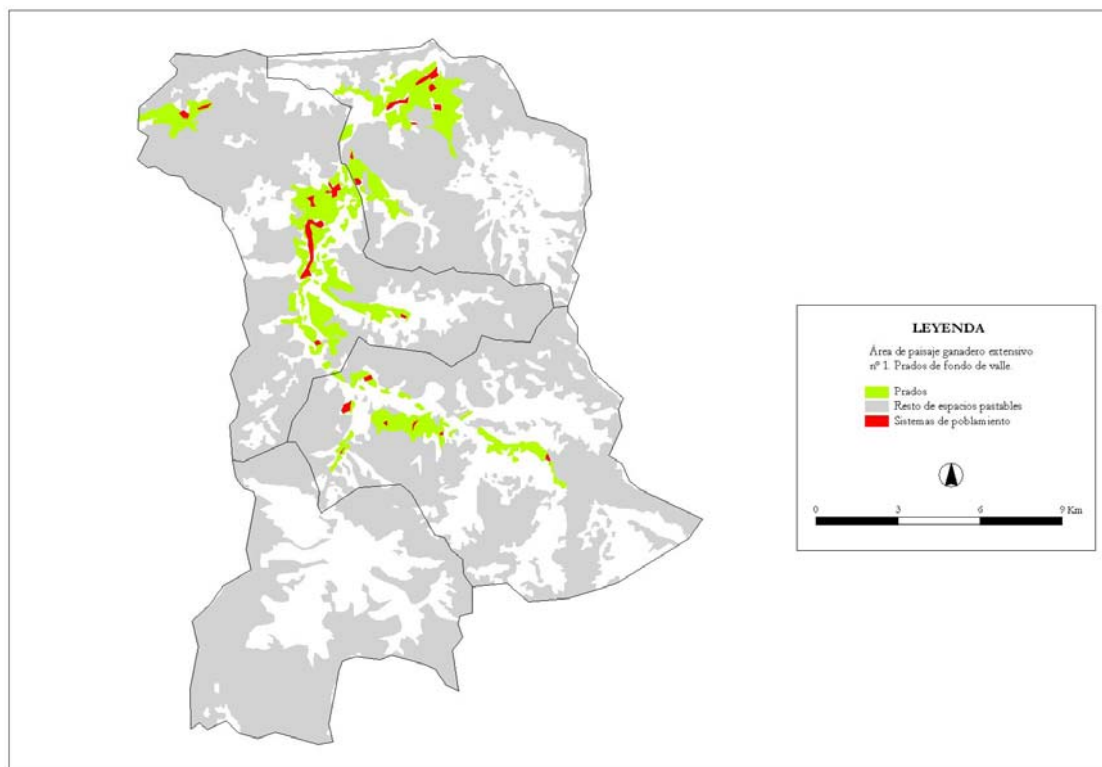 LEYENDA
Área de paisaje ganadero extensivo
nº 1. Prados de fondo de valle.
Prados
Resto de espacios pastables
Sistemas de poblamiento
0 3 6 9 Km